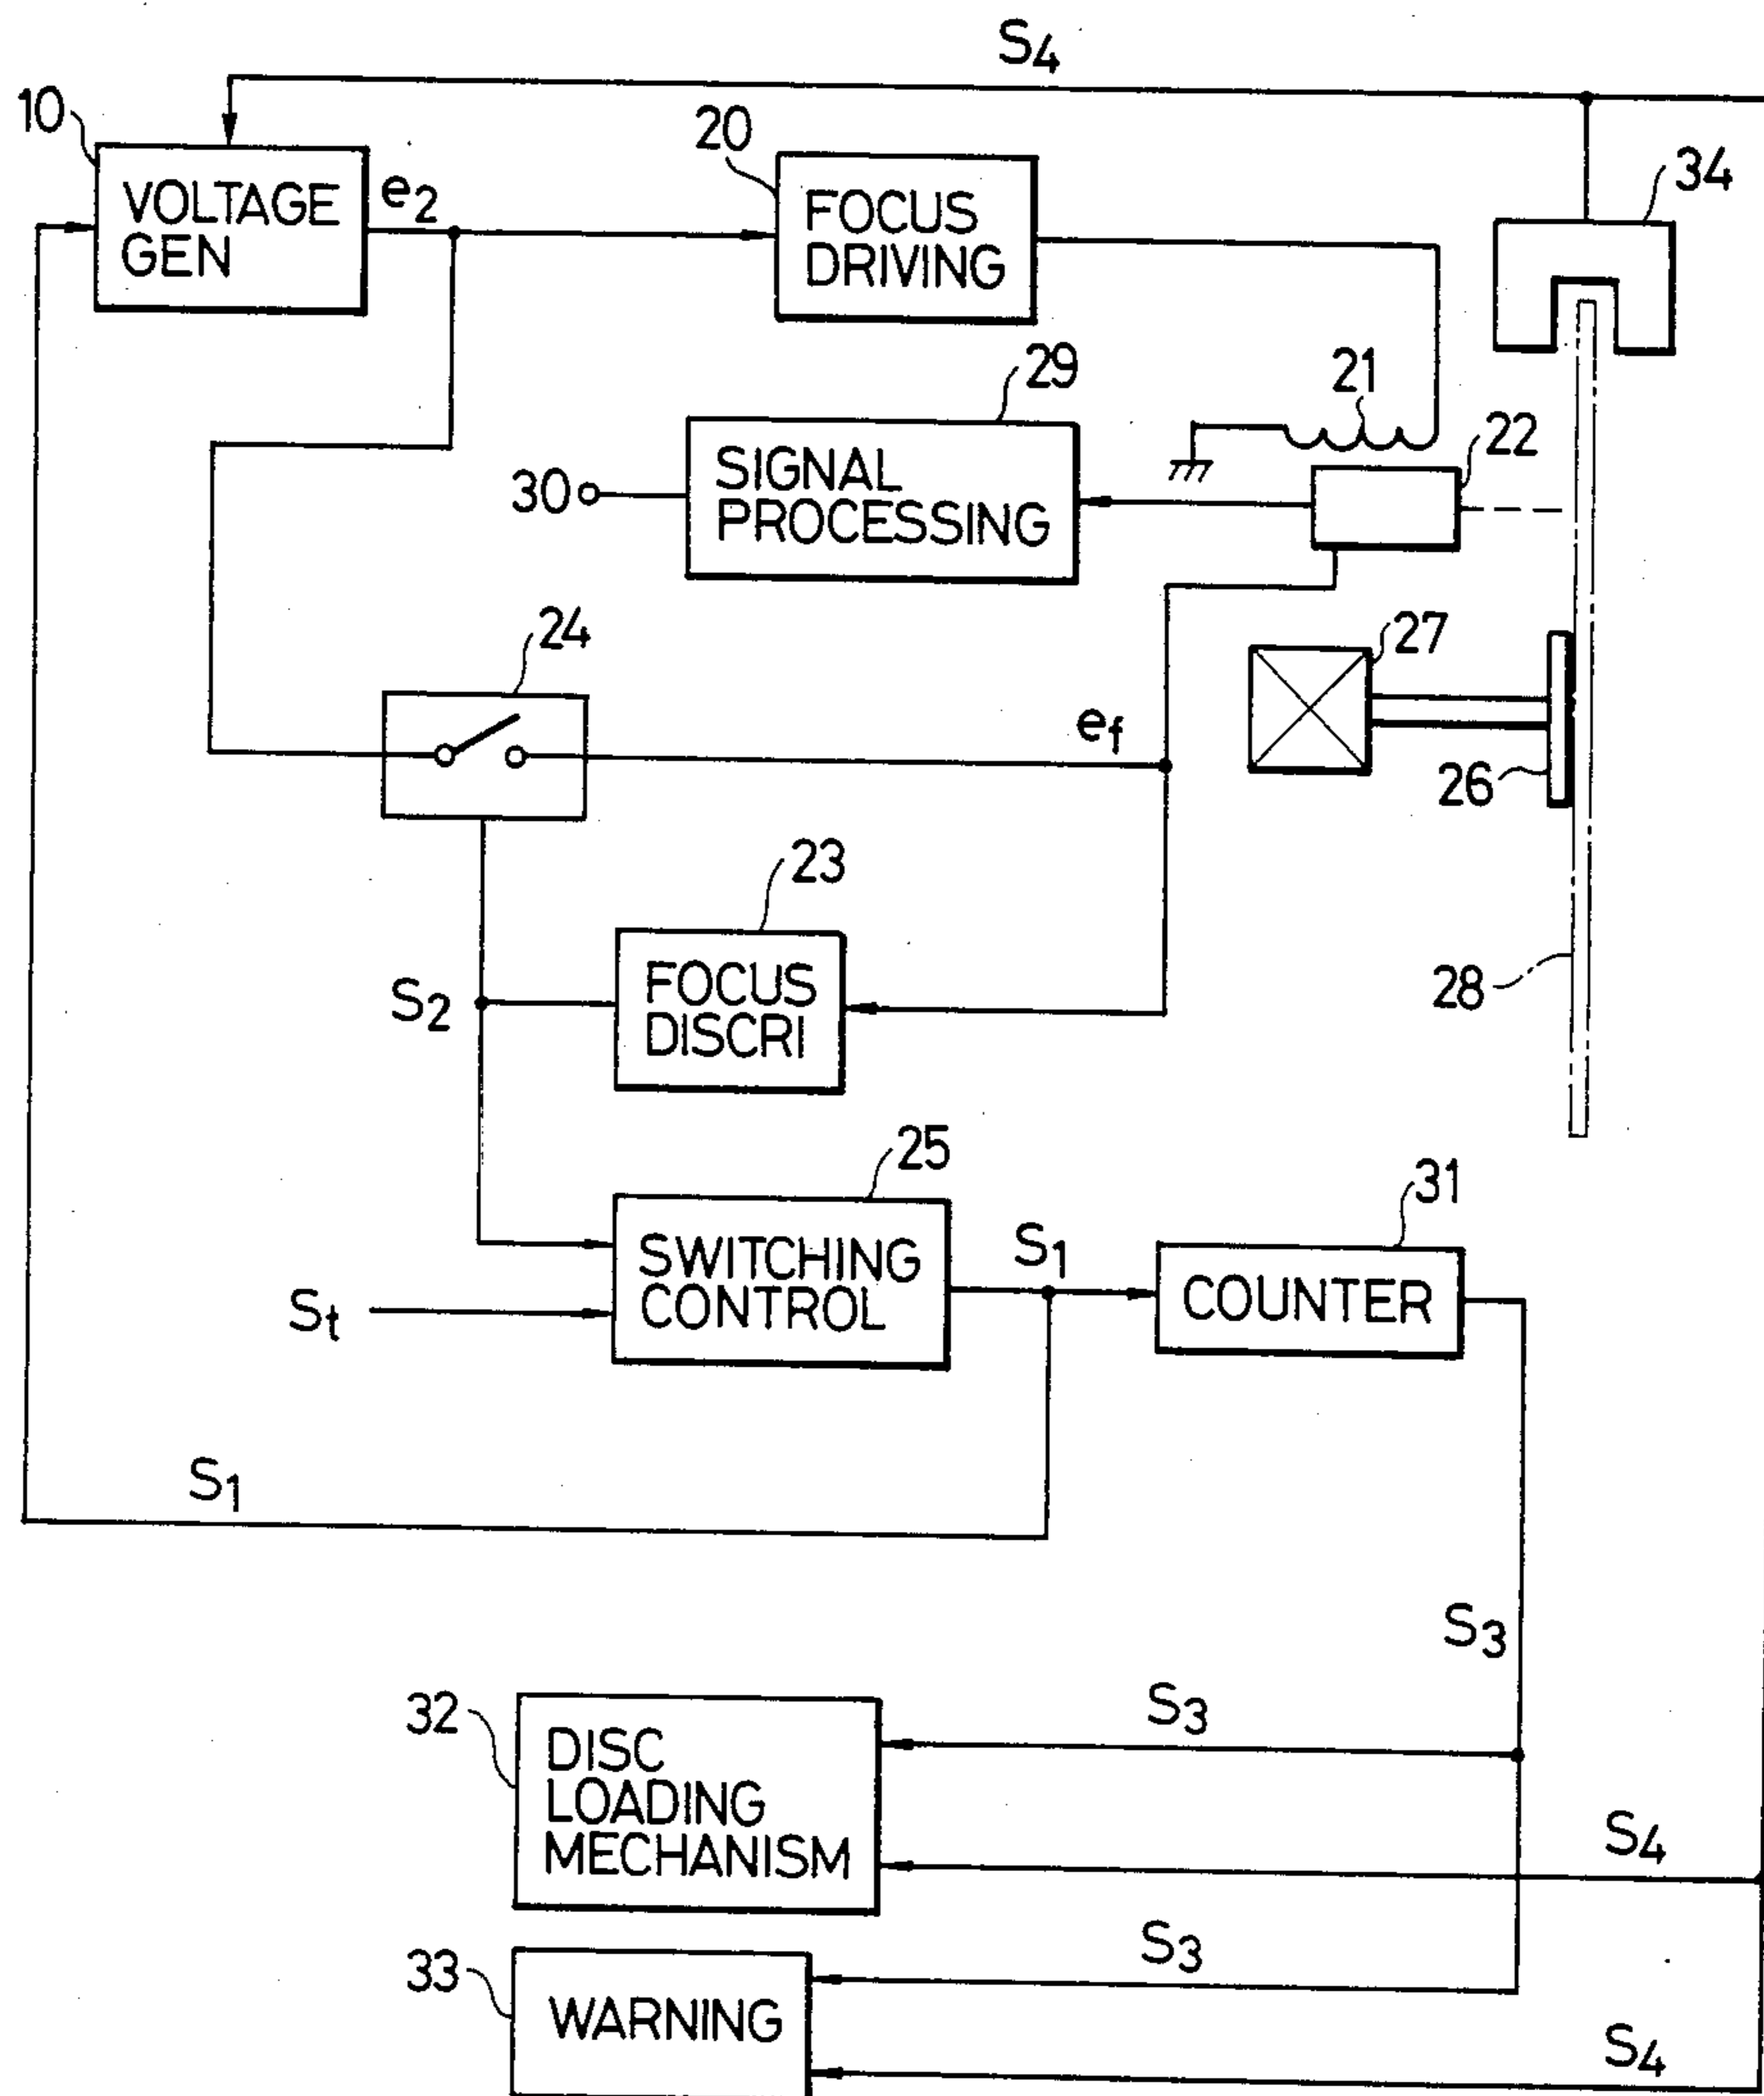 S4
10
VOLTAGE
GEN
e2
20
FOCUS
DRIVING
34
29
21
22
SIGNAL
PROCESSING
30
24
27
ef
26
23
FOCUS
DISCRI
S2
28
25
31
SWITCHING
CONTROL
S1
COUNTER
St
S1
S3
32
DISC
LOADING
MECHANISM
S3
S4
33
WARNING
S3
S4